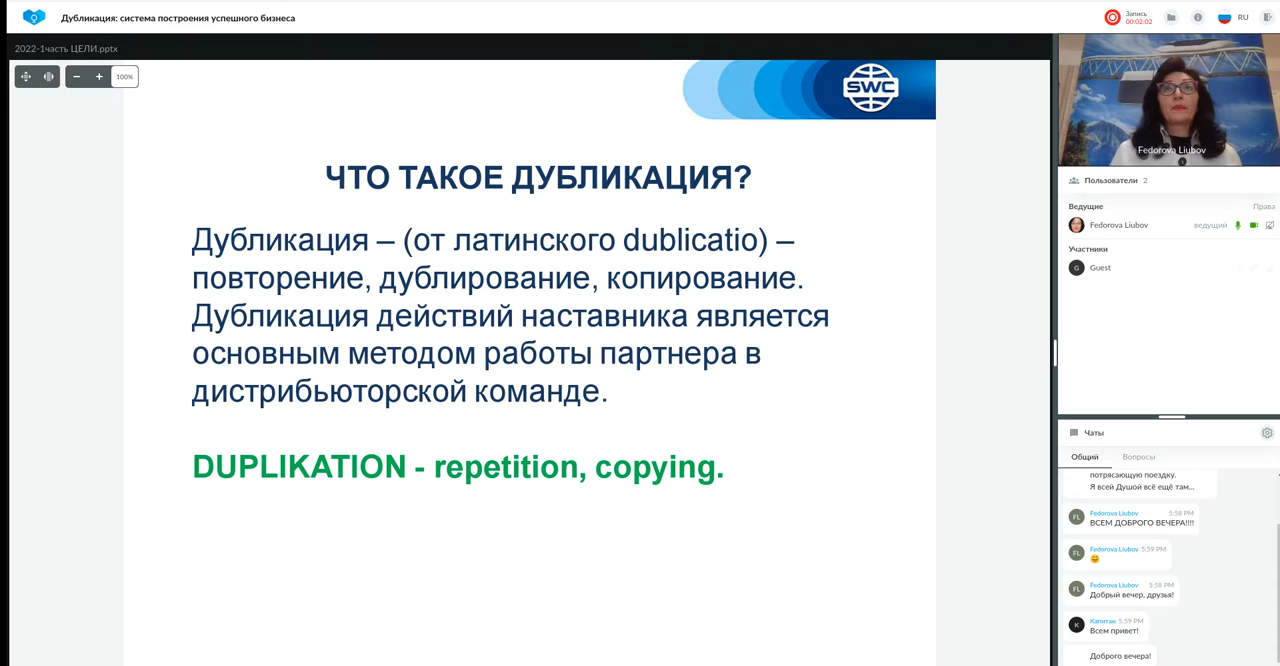 Дубликация: система построения успешного бизнеса
Запись
00:02:02
RU
2022-1часть ЦЕЛИ.pptx
100%
SWC
ЧТО ТАКОЕ ДУБЛИКАЦИЯ?
Дубликация – (от латинского dublicatio) –
повторение, дублирование, копирование.
Дубликация действий наставника является
основным методом работы партнера в
дистрибьюторской команде.
DUPLIKATION - repetition, copying.
Fedorova Liubov
Пользователи 2
Ведущие Права
Fedorova Liubov ведущий
Участники
G Guest
Чаты
Общий Вопросы
потрясающую поездку.
Я всей Душой всё ещё там...
FL Fedorova Liubov 5:58 PM
ВСЕМ ДОБРОГО ВЕЧЕРА!!!!
FL Fedorova Liubov 5:59 PM
FL Fedorova Liubov 5:58 PM
Добрый вечер, друзья!
K Капитан 5:59 PM
Всем привет!
Доброго вечера!